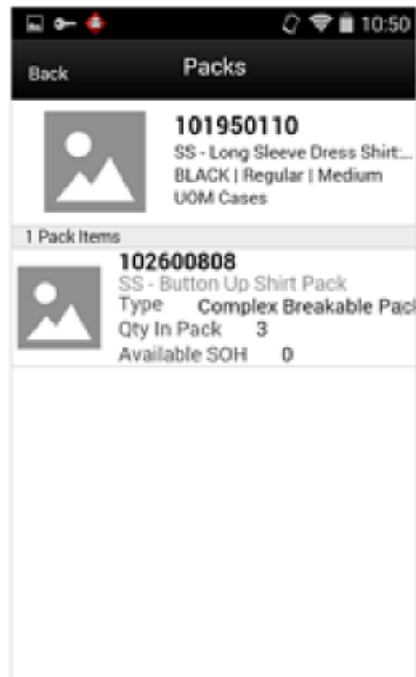 10:50
Back
Packs
101950110
SS - Long Sleeve Dress Shirt:...
BLACK | Regular | Medium
UOM Cases
1 Pack Items
102600808
SS - Button Up Shirt Pack
Type Complex Breakable Pack
Qty In Pack 3
Available SOH 0